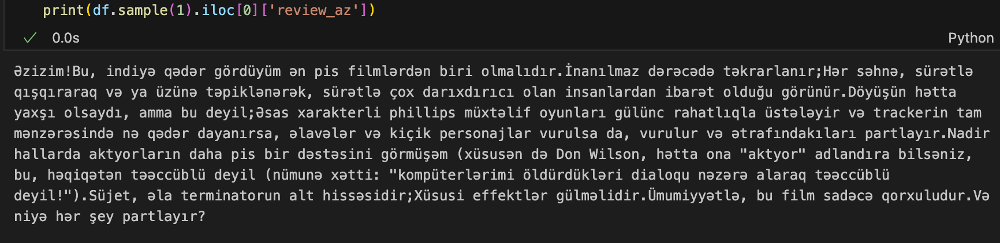 print(df.sample(1).iloc[0]['review_az'])
0.0s
Python
Əzizim!Bu, indiyə qədər gördüyüm ən pis filmlərdən biri olmalıdır.İnanılmaz dərəcədə təkrarlanır;Hər səhnə, sürətlə
qışqıraraq və ya üzünə təpiklənərək, sürətlə çox darıxdırıcı olan insanlardan ibarət olduğu görünür.Döyüşün hətta
yaxşı olsaydı, amma bu deyil;Əsas xarakterli phillips müxtəlif oyunları gülünc rahatlıqla üstələyir və trackerin tam
mənzərəsində nə qədər dayanırsa, əlavələr və kiçik personajlar vurulsa da, vurulur və ətrafındakıları partlayır.Nadir
hallarda aktyorların daha pis bir dəstəsini görmüşəm (xüsusən də Don Wilson, hətta ona "aktyor" adlandıra bilsəniz,
bu, həqiqətən təəccüblü deyil (nümunə xətti: "kompüterlərimi öldürdükləri dialoqu nəzərə alaraq təəccüblü
deyil!").Süjet, əla terminatorun alt hissəsidir;Xüsusi effektlər gülməlidir.Ümumiyyətlə, bu film sadəcə qorxuludur.Və
niyə hər şey partlayır?